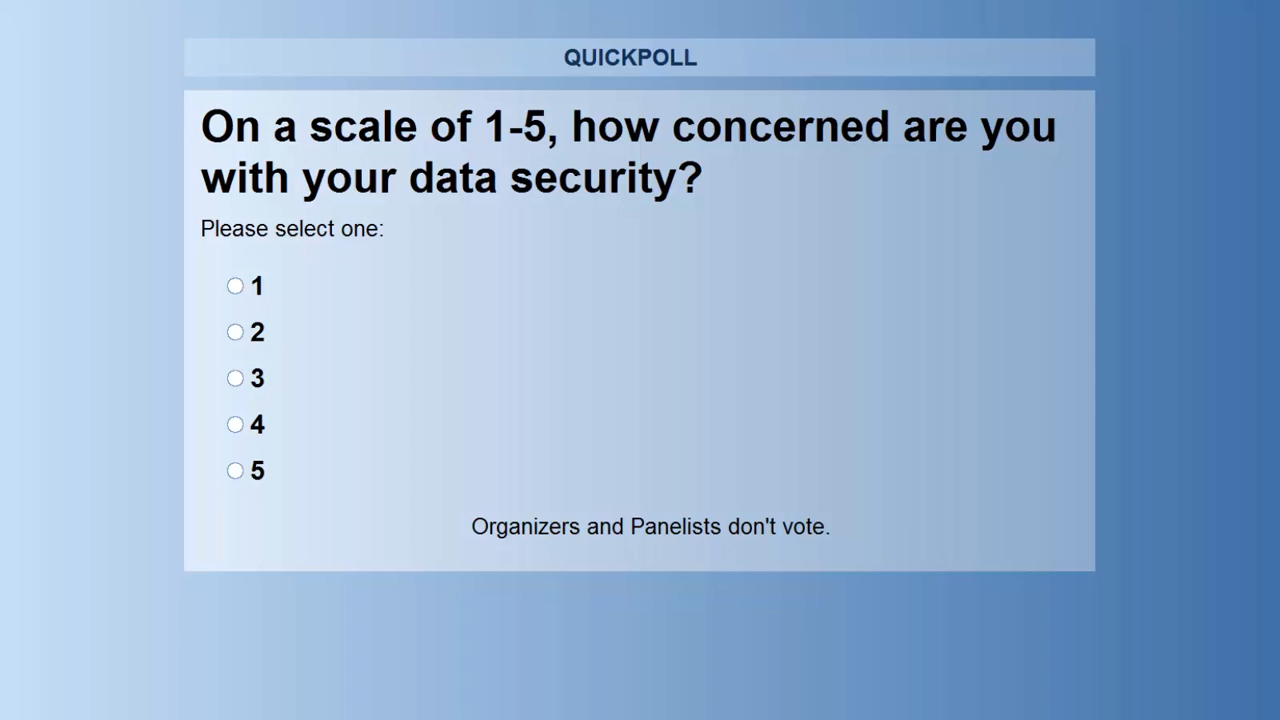 QUICKPOLL
On a scale of 1-5, how concerned are you
with your data security?
Please select one:
1
2
3
4
5
Organizers and Panelists don't vote.